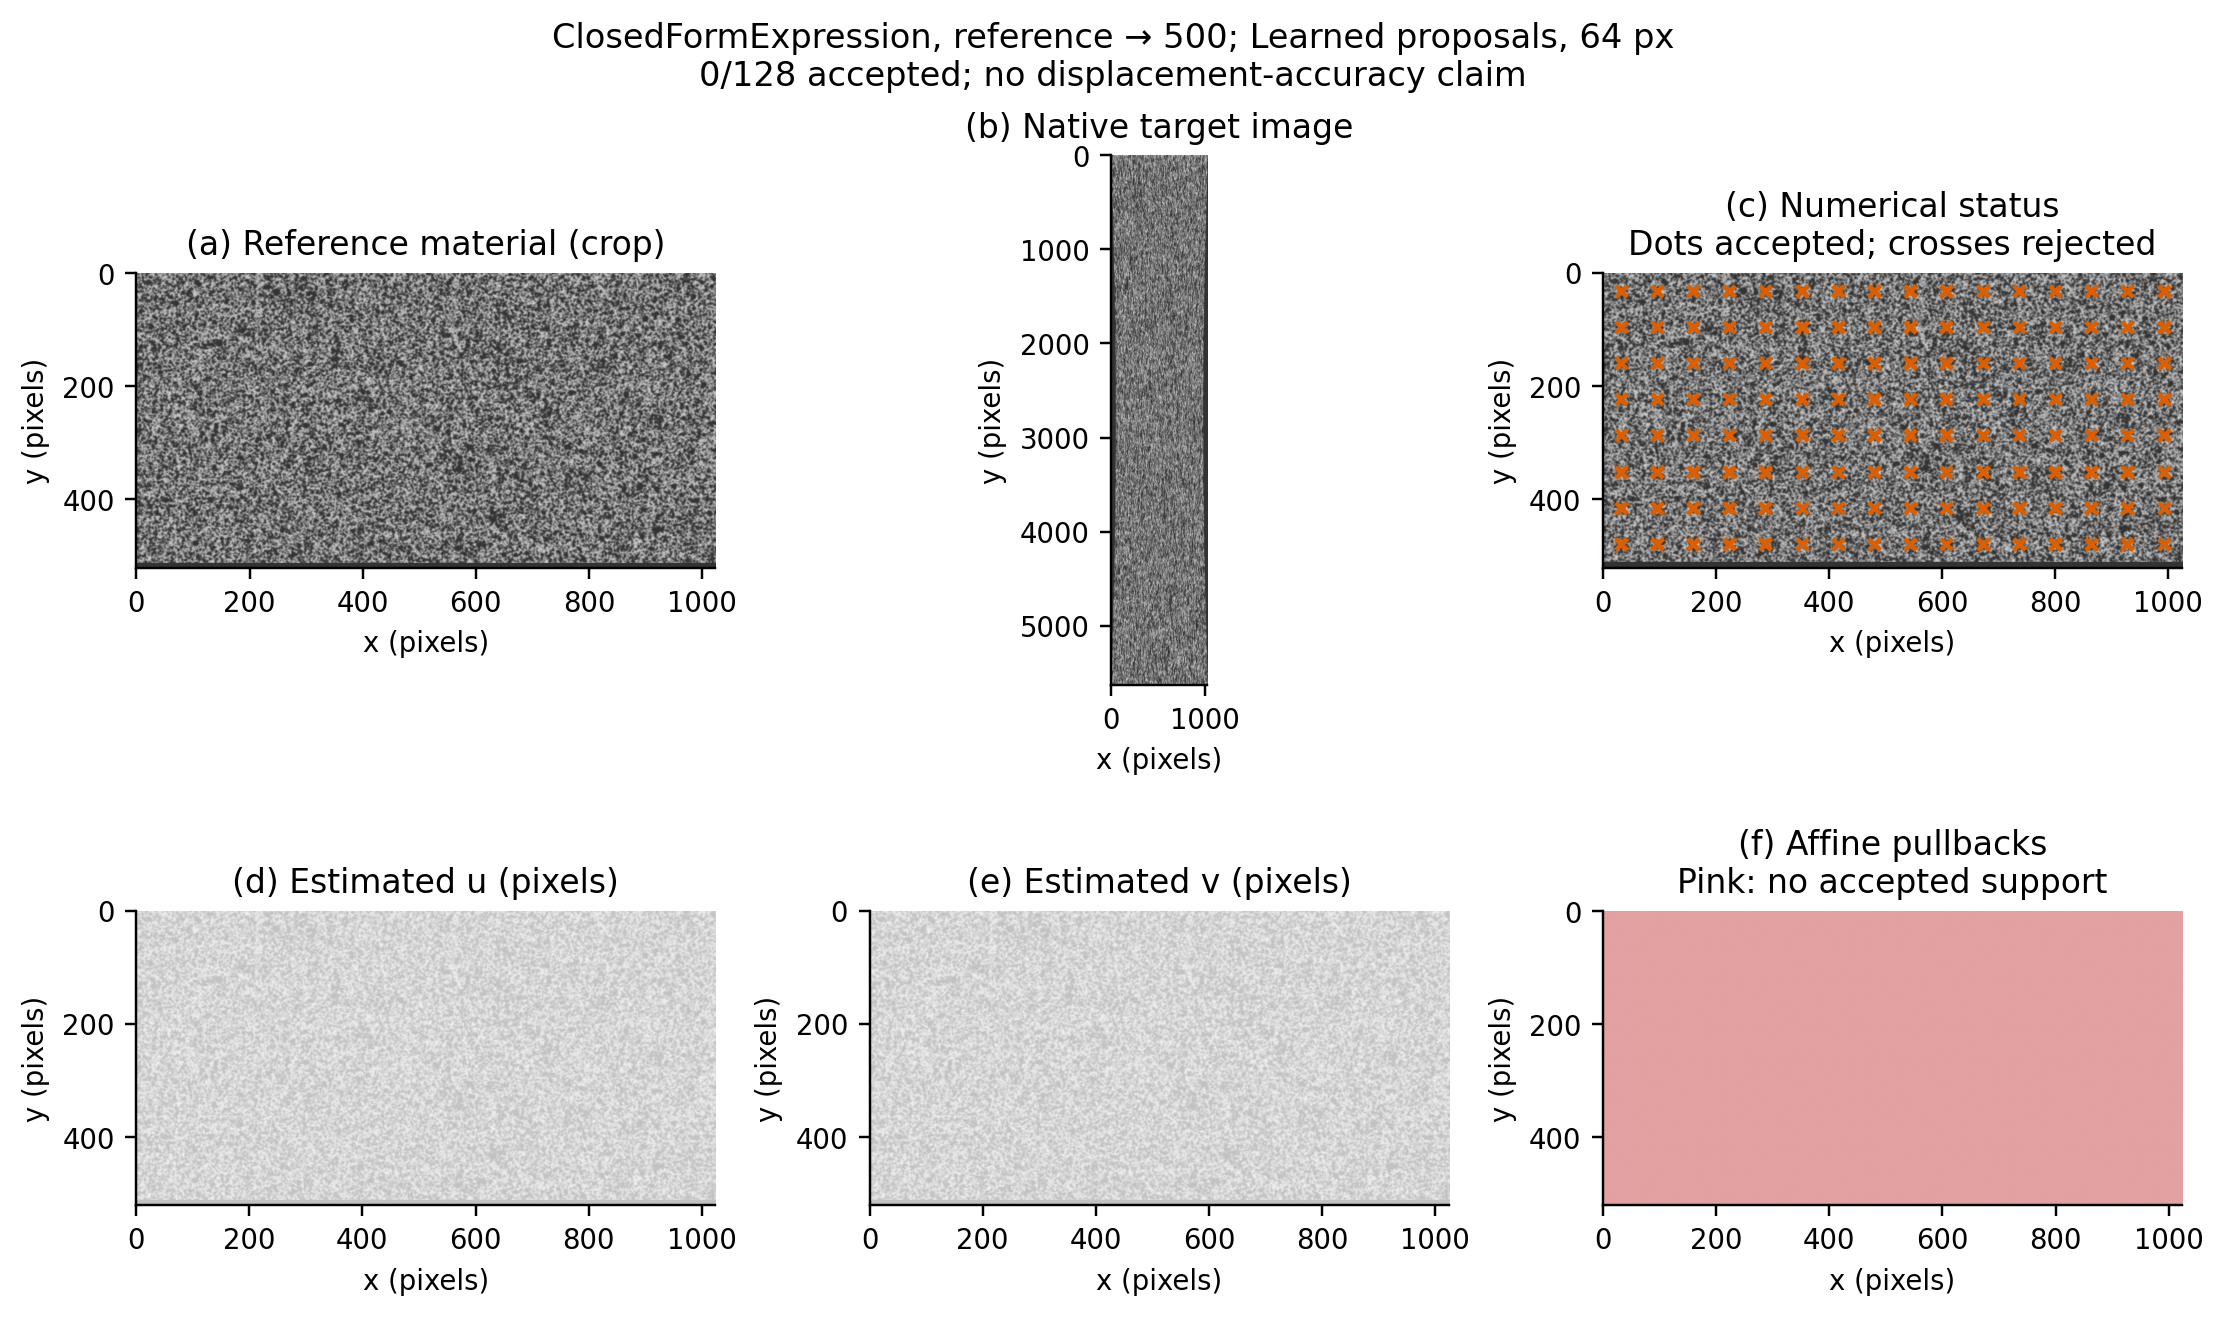 ClosedFormExpression, reference → 500; Learned proposals, 64 px
0/128 accepted; no displacement-accuracy claim
(a) Reference material (crop)
0
200
400
y (pixels)
0 200 400 600 800 1000
x (pixels)
(b) Native target image
0
1000
2000
3000
4000
5000
y (pixels)
0 1000
x (pixels)
(c) Numerical status
Dots accepted; crosses rejected
0
200
400
y (pixels)
0 200 400 600 800 1000
x (pixels)
(d) Estimated u (pixels)
0
200
400
y (pixels)
0 200 400 600 800 1000
x (pixels)
(e) Estimated v (pixels)
0
200
400
y (pixels)
0 200 400 600 800 1000
x (pixels)
(f) Affine pullbacks
Pink: no accepted support
0
200
400
y (pixels)
0 200 400 600 800 1000
x (pixels)